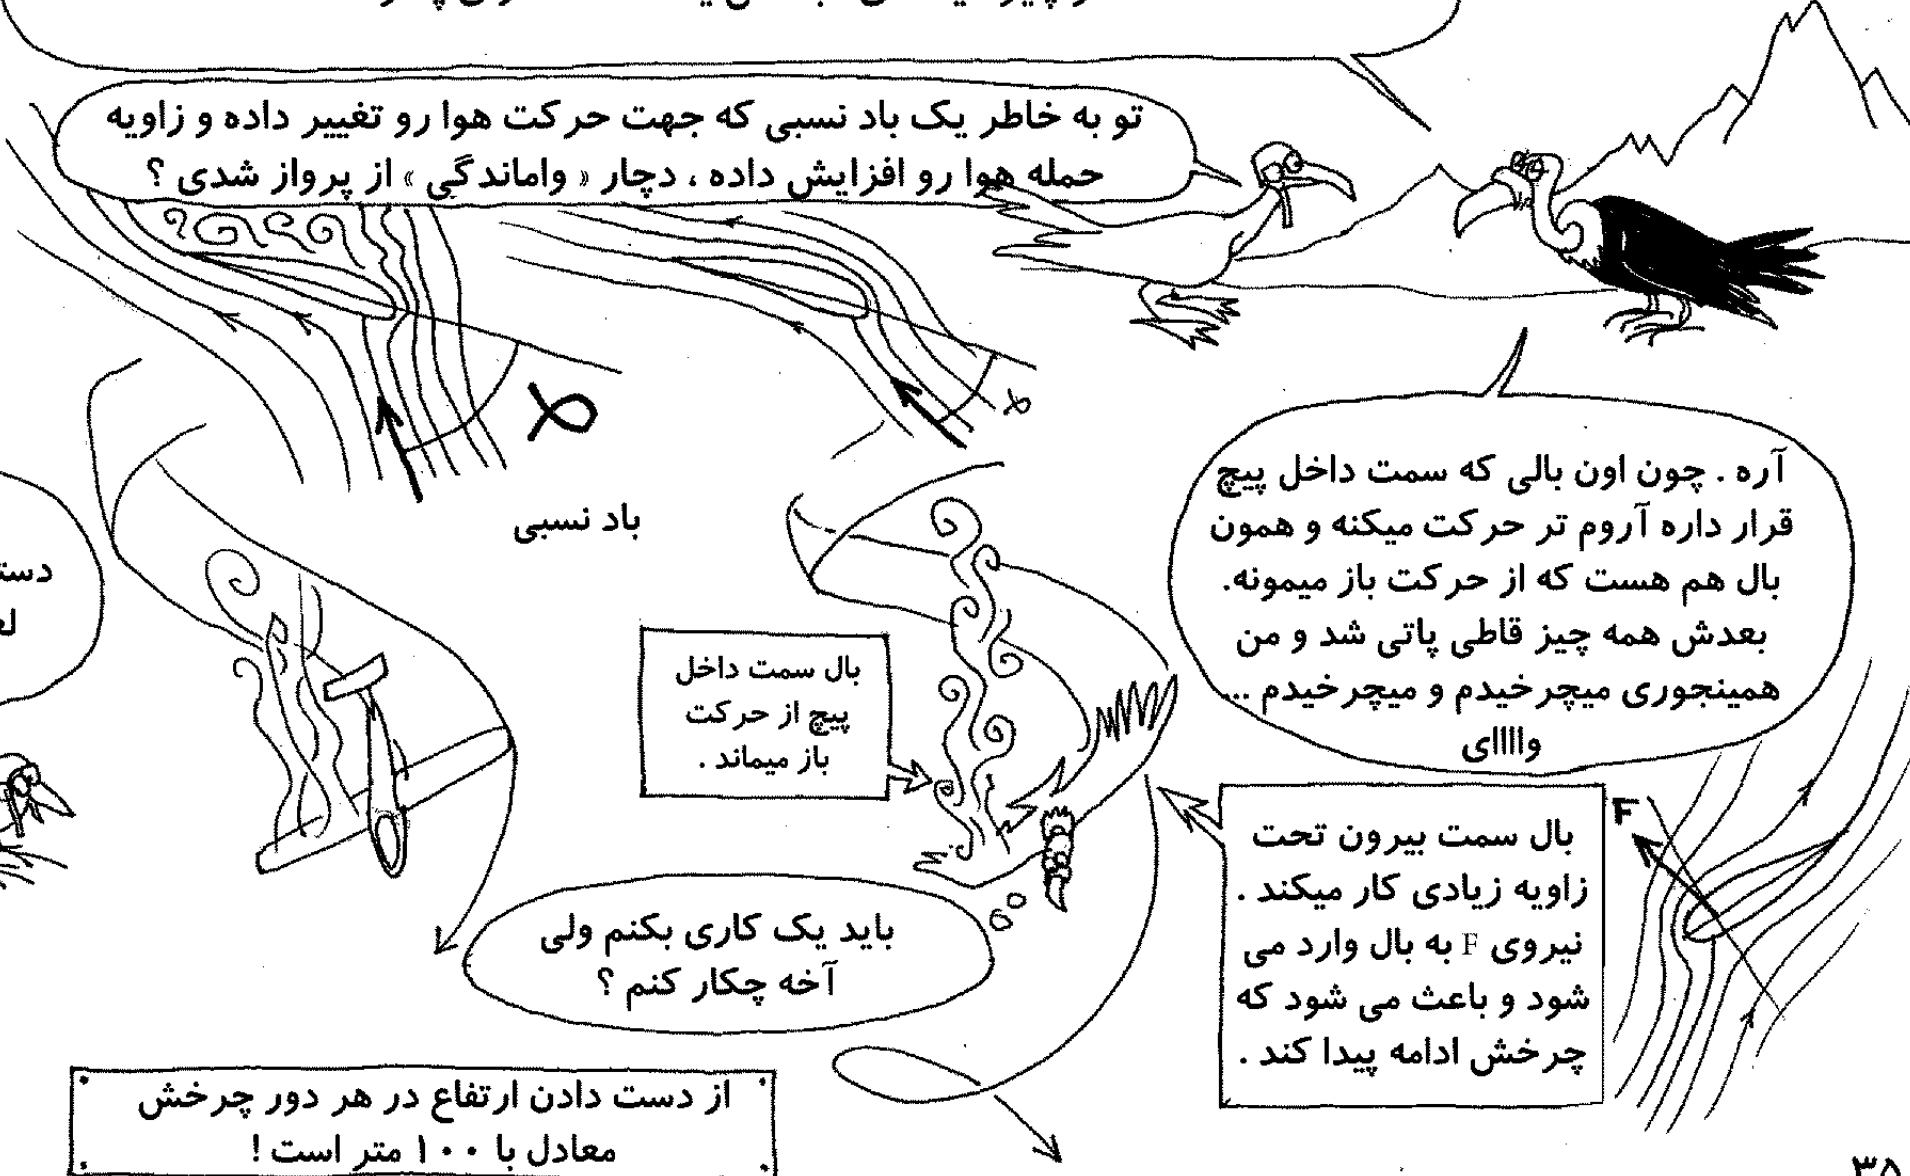 تو به خاطر یک باد نسبی که جهت حرکت هوا رو تغییر داده و زاویه
حمله هوا رو افزایش داده ، دچار « واماندگی » از پرواز شدی ؟
آره . چون اون بالی که سمت داخل پیچ
قرار داره آروم تر حرکت میکنه و همون
بال هم هست که از حرکت باز میمونه.
بعدش همه چیز قاطی پاتی شد و من
همینجوری میچرخیدم و میچرخیدم ...
واااای
α
α
باد نسبی
بال سمت داخل
پیچ از حرکت
باز میماند .
F
بال سمت بیرون تحت
زاویه زیادی کار میکند .
نیروی F به بال وارد می
شود و باعث می شود که
چرخش ادامه پیدا کند .
باید یک کاری بکنم ولی
آخه چکار کنم ؟
از دست دادن ارتفاع در هر دور چرخش
معادل با ۱۰۰ متر است !
۳۵